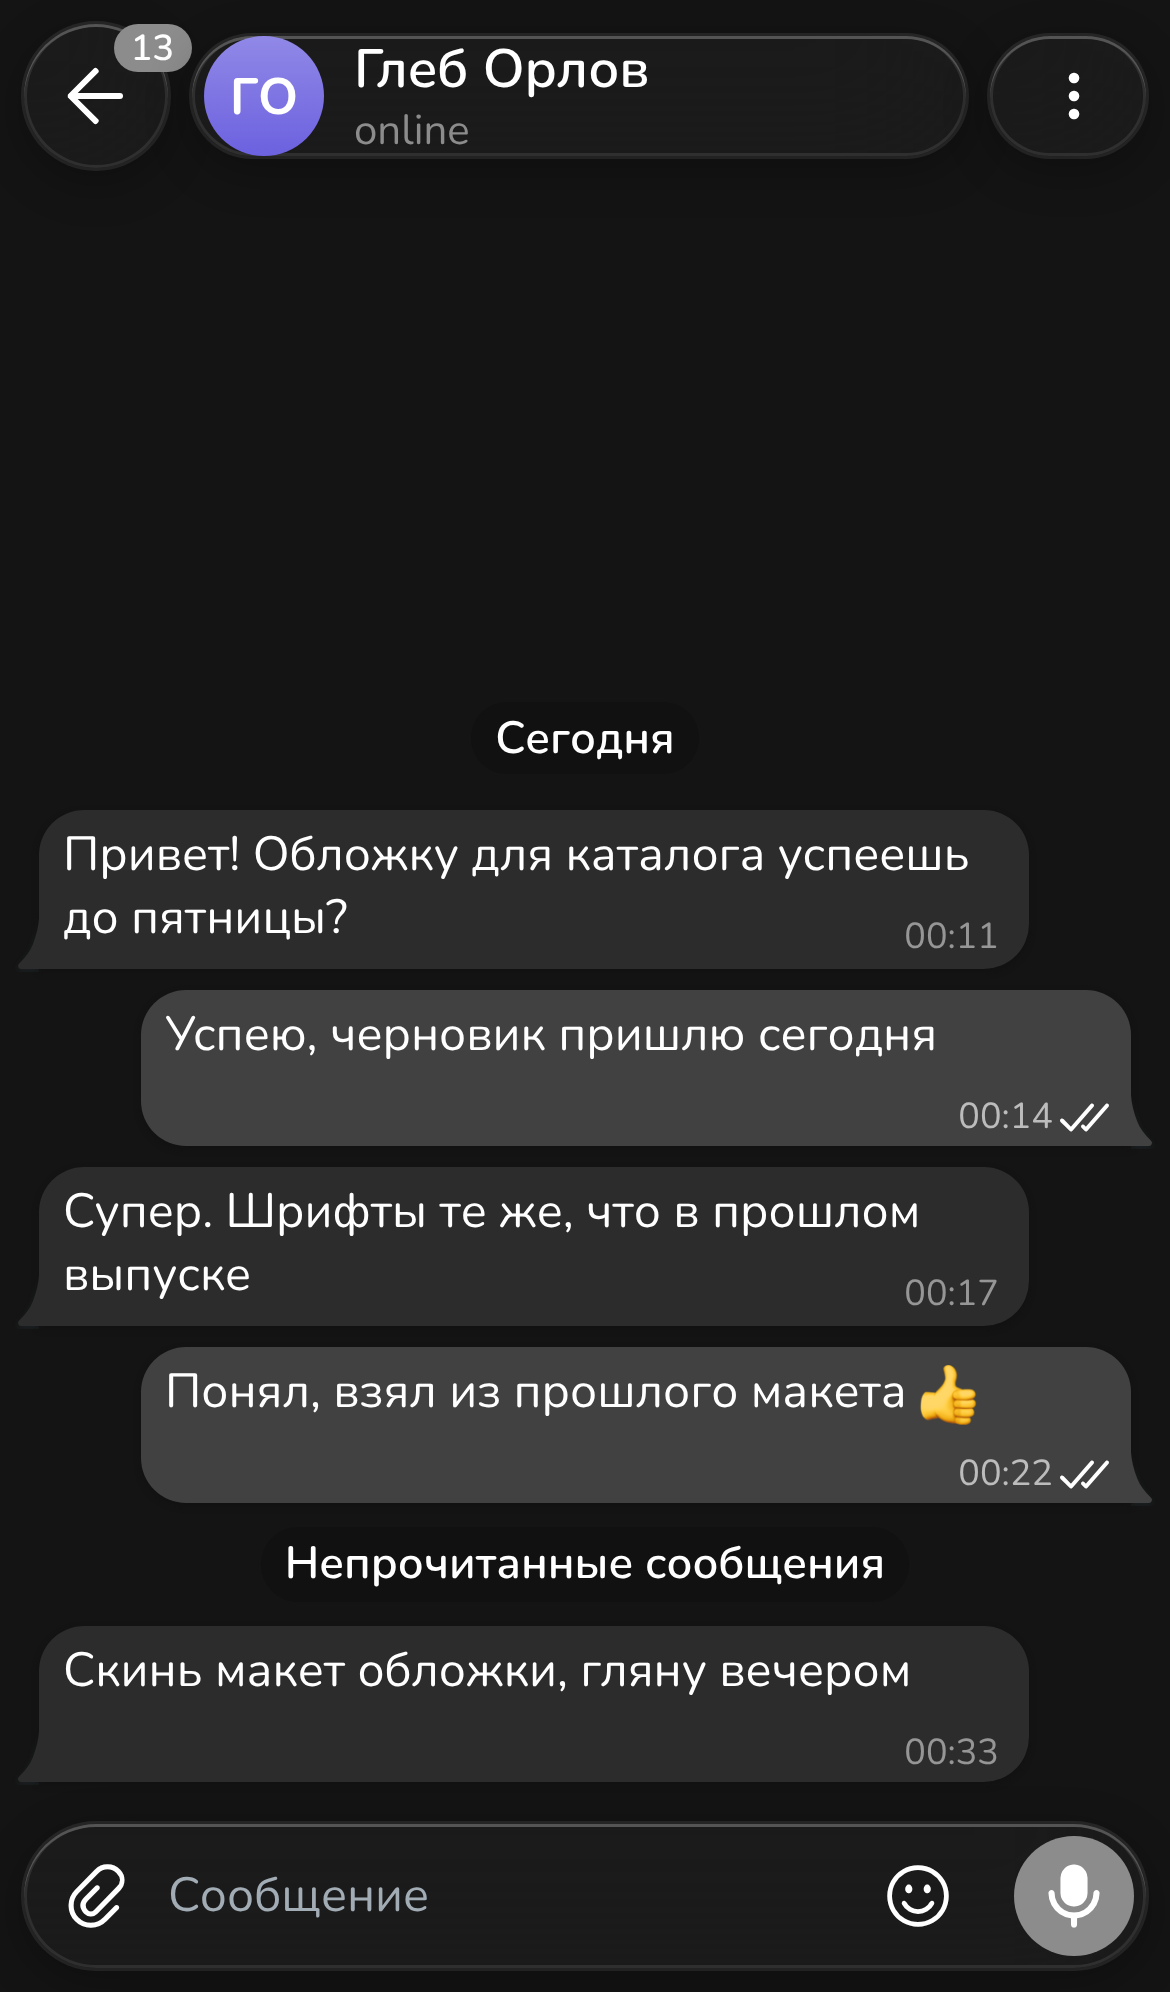 13
ГО
Глеб Орлов
online
Сегодня
Привет! Обложку для каталога успеешь
до пятницы?
00:11
Успею, черновик пришлю сегодня
00:14
Супер. Шрифты те же, что в прошлом
выпуске
00:17
Понял, взял из прошлого макета 👍
00:22
Непрочитанные сообщения
Скинь макет обложки, гляну вечером
00:33
Сообщение